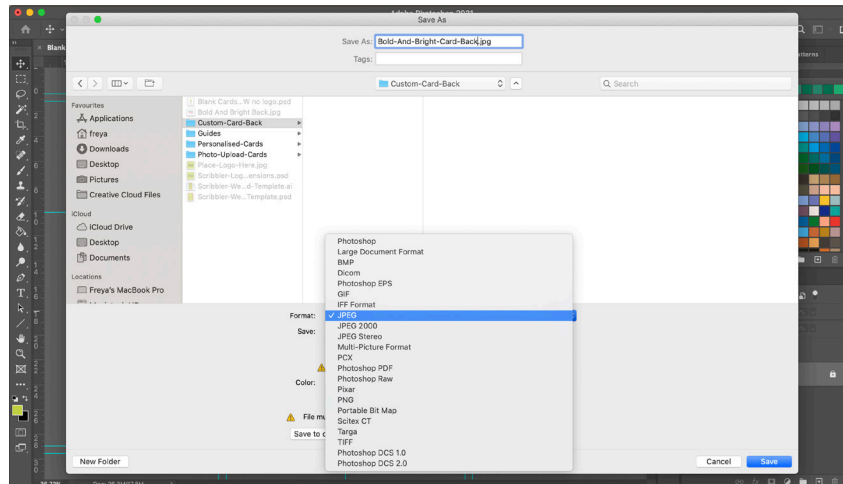 Adobe Photoshop 2021
Save As
Blank
Save As: Bold-And-Bright-Card-Back.jpg
Tags:
Custom-Card-Back
Search
Favourites
Applications
freya
Downloads
Desktop
Pictures
Creative Cloud Files
iCloud
iCloud Drive
Desktop
Documents
Locations
Freya's MacBook Pro
Blank Cards...W no logo.psd
Bold And Bright Back.jpg
Custom-Card-Back
Guides
Personalised-Cards
Photo-Upload-Cards
Place-Logo-Here.jpg
Scribbler-Log...ensions.psd
Scribbler-We...d-Template.ai
Scribbler-We...Template.psd
Format:
Save:
Color:
File mu
Save to c
Photoshop
Large Document Format
BMP
Dicom
Photoshop EPS
GIF
IFF Format
JPEG
JPEG 2000
JPEG Stereo
Multi-Picture Format
PCX
Photoshop PDF
Photoshop Raw
Pixar
PNG
Portable Bit Map
Scitex CT
Targa
TIFF
Photoshop DCS 1.0
Photoshop DCS 2.0
New Folder
Cancel
Save